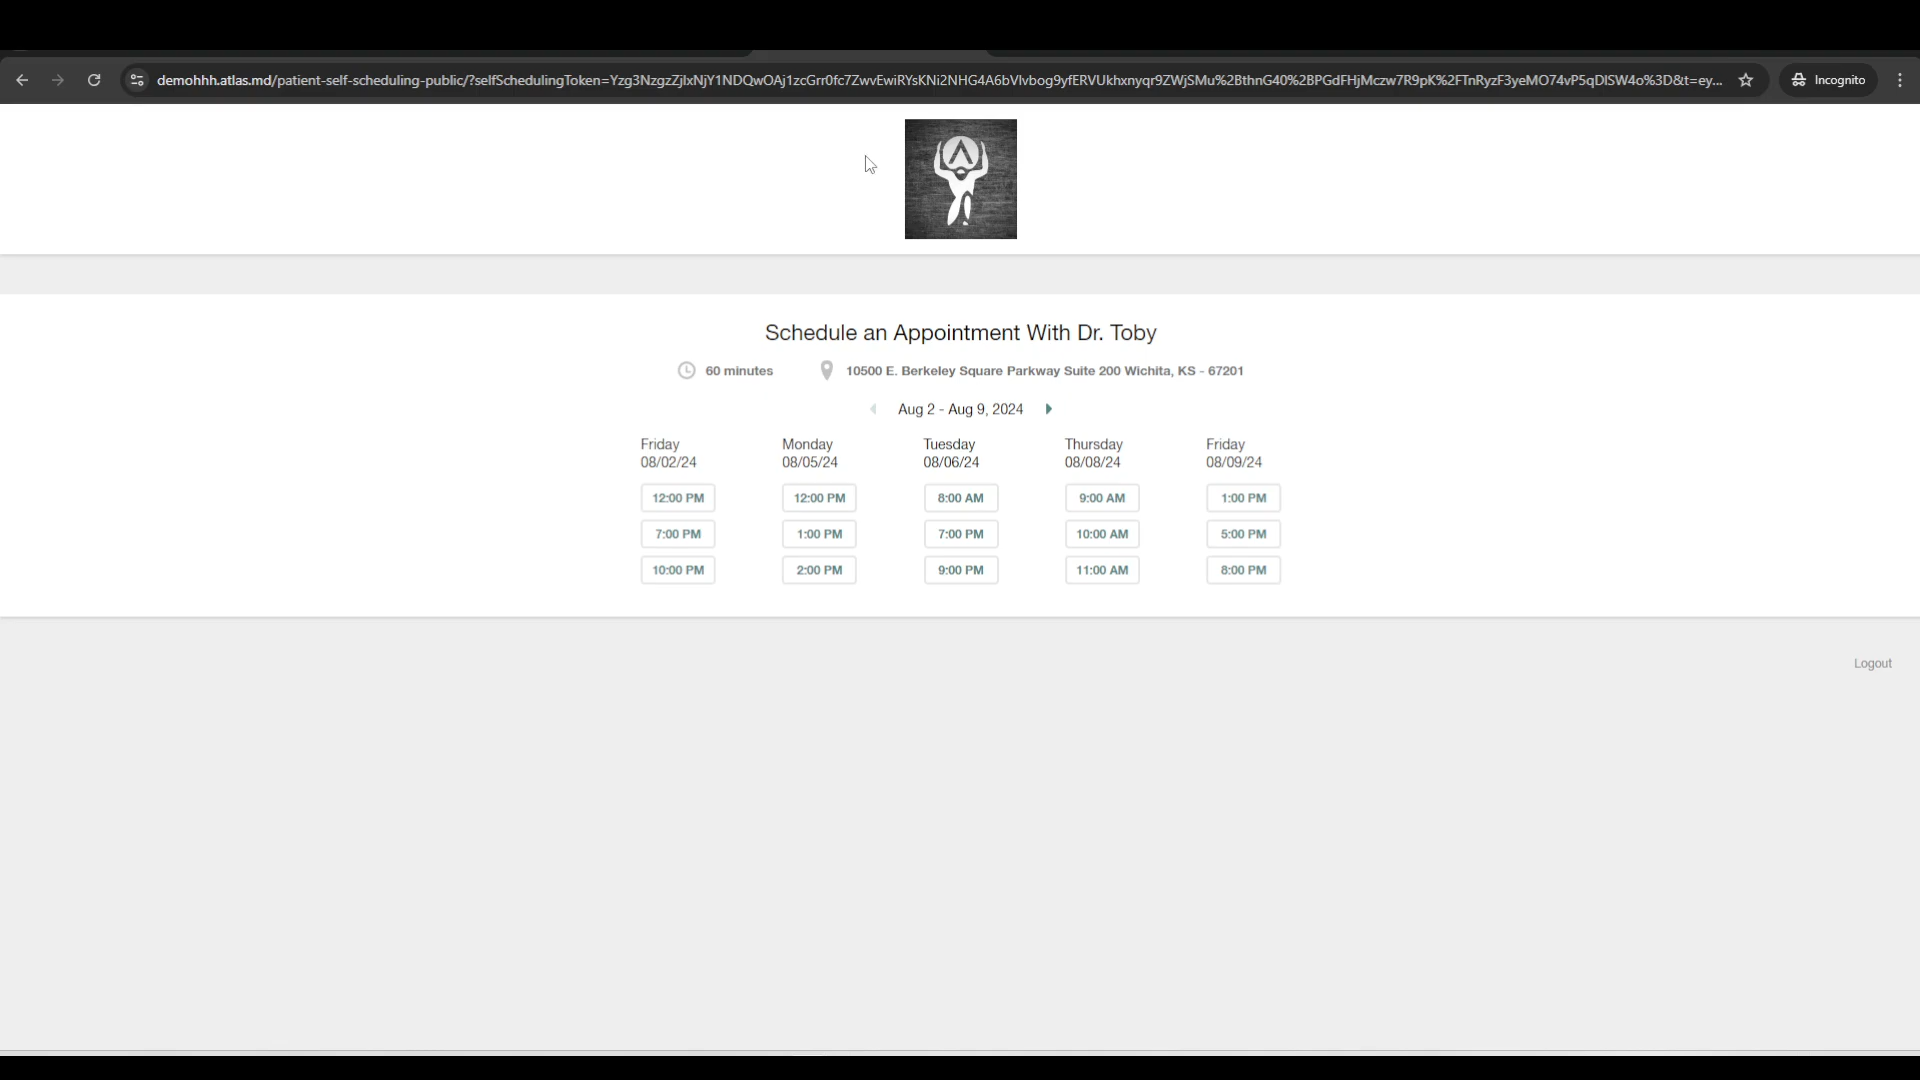 demohhh.atlas.md/patient-self-scheduling-public/?selfSchedulingToken=Yzg3NzgzZjIxNjY1NDQwOAj1zcGrr0fc7ZwvEwiRYsKNi2NHG4A6bVIvbog9yfERVUkhxnyqr9ZWjSMu%2BthnG40%2BPGdFHjMczw7R9pK%2FTnRyzF3yeMO74vP5qDISW4o%3D&t=ey...
Incognito
Schedule an Appointment With Dr. Toby
60 minutes 10500 E. Berkeley Square Parkway Suite 200 Wichita, KS - 67201
Aug 2 - Aug 9, 2024
Friday Monday Tuesday Thursday Friday
08/02/24 08/05/24 08/06/24 08/08/24 08/09/24
12:00 PM 12:00 PM 8:00 AM 9:00 AM 1:00 PM
7:00 PM 1:00 PM 7:00 PM 10:00 AM 5:00 PM
10:00 PM 2:00 PM 9:00 PM 11:00 AM 8:00 PM
Logout